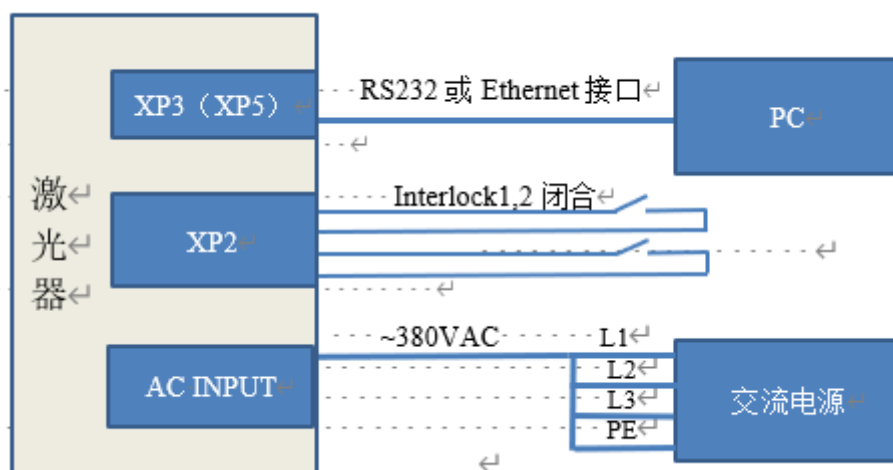 XP3（XP5）
RS232 或 Ethernet 接口
PC
激光器
Interlock1,2 闭合
XP2
~380VAC
L1
L2
AC INPUT
L3
交流电源
PE